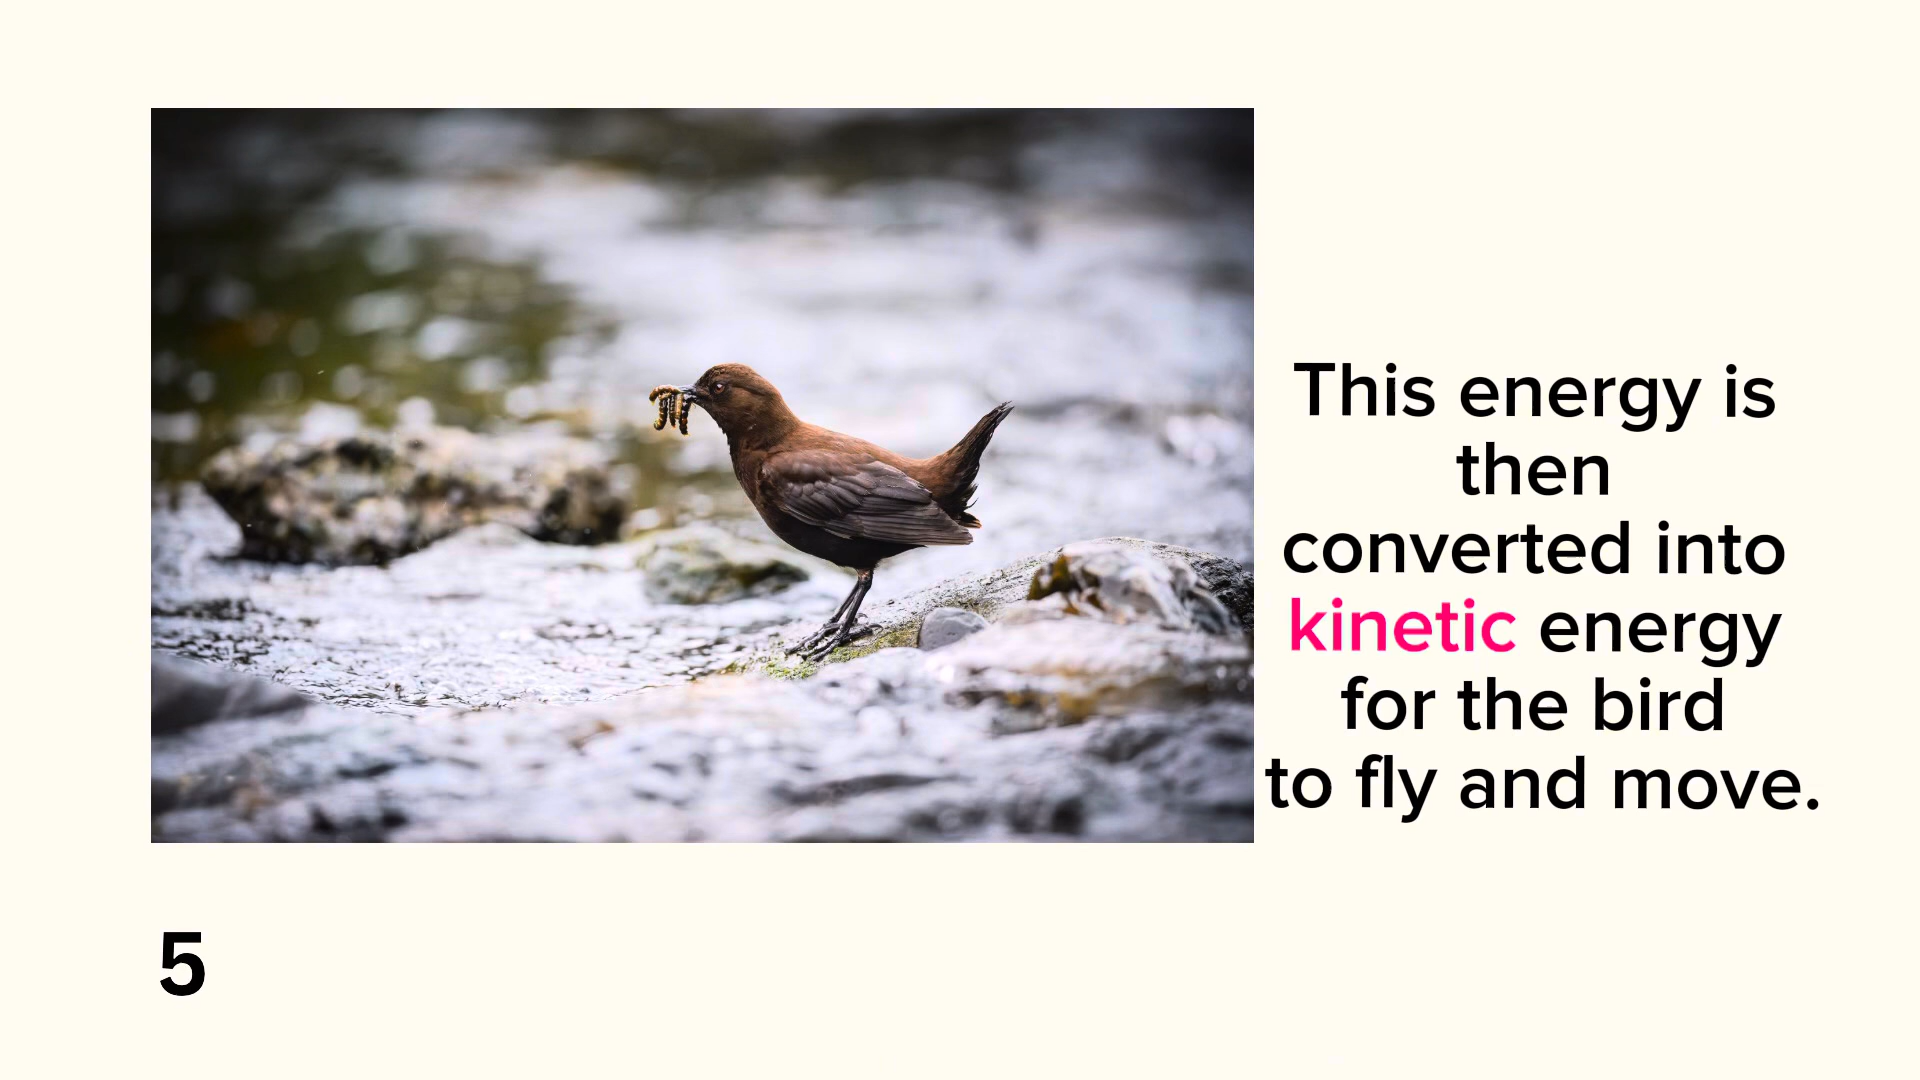 This energy is
then
converted into
kinetic energy
for the bird
to fly and move.
5